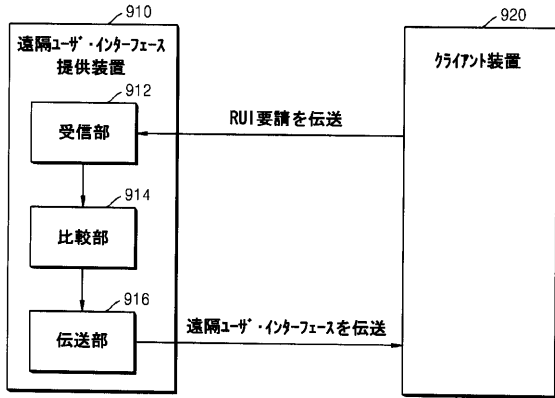 910
遠隔ユーザ・インターフェース
提供装置
912
受信部
914
比較部
916
伝送部
920
クライアント装置
RUI要請を伝送
遠隔ユーザ・インターフェースを伝送